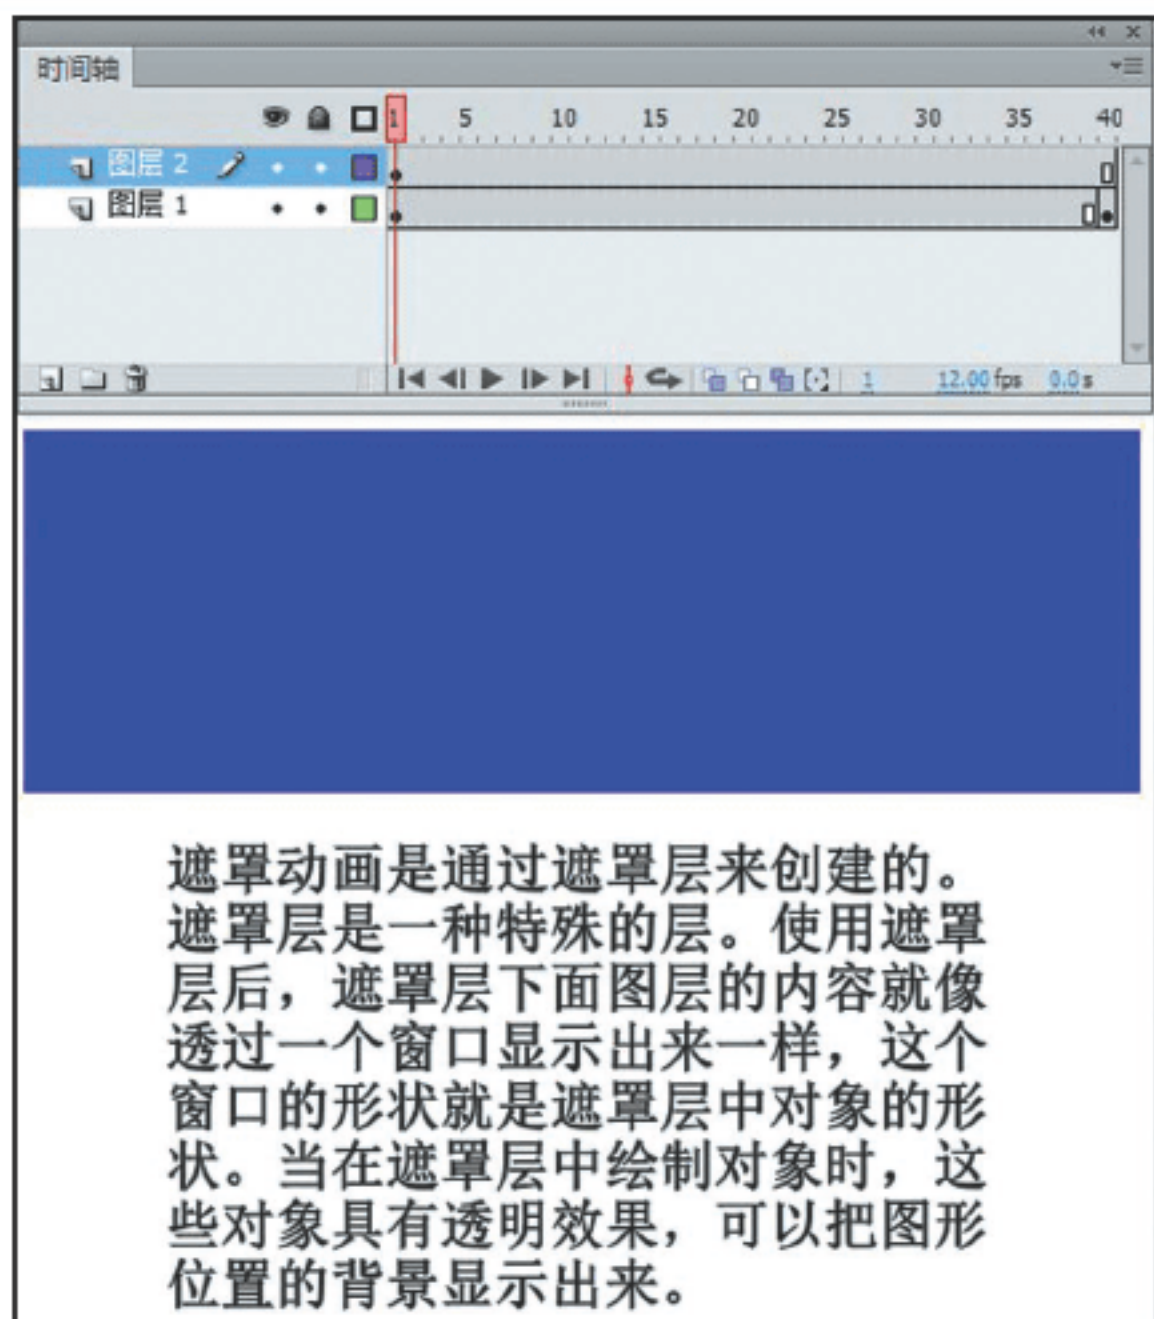 时间轴
1 5 10 15 20 25 30 35 40
图层 2
图层 1
1 12.00 fps 0.0 s
遮罩动画是通过遮罩层来创建的。
遮罩层是一种特殊的层。使用遮罩
层后，遮罩层下面图层的内容就像
透过一个窗口显示出来一样，这个
窗口的形状就是遮罩层中对象的形
状。当在遮罩层中绘制对象时，这
些对象具有透明效果，可以把图形
位置的背景显示出来。